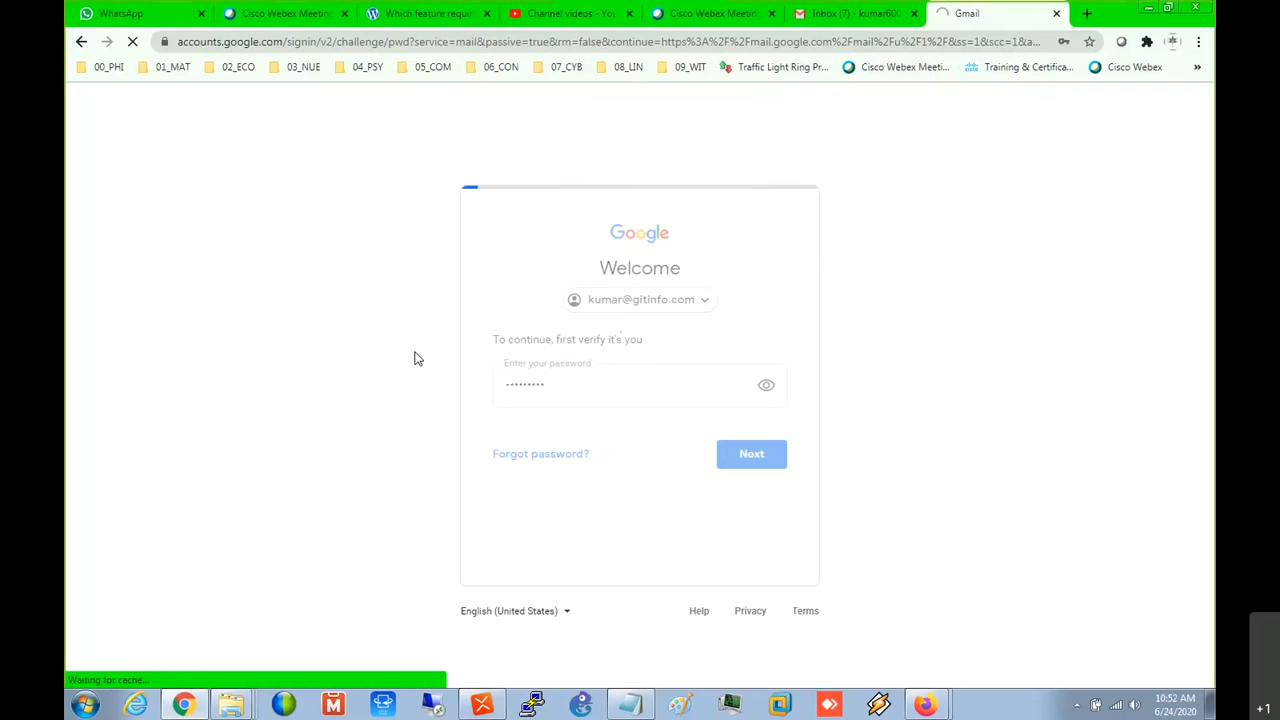 WhatsApp
Cisco Webex Meetin
Which feature requir
Channel videos - You
Cisco Webex Meetin
Inbox (7) - kumar600
Gmail
accounts.google.com/signin/v2/challenge/pwd?service=mail&passive=true&rm=false&continue=https%3A%2F%2Fmail.google.com%2Fmail%2Fu%2F1%2F&ss=1&scc=1&a...
00_PHI
01_MAT
02_ECO
03_NUE
04_PSY
05_COM
06_CON
07_CYB
08_LIN
09_WIT
Traffic Light Ring Pr...
Cisco Webex Meeti...
Training & Certifica...
Cisco Webex
»
Google
Welcome
kumar@gitinfo.com
To continue, first verify it's you
Enter your password
•••••••••
Forgot password?
Next
English (United States)
Help
Privacy
Terms
Waiting for cache...
10:52 AM
6/24/2020
+1